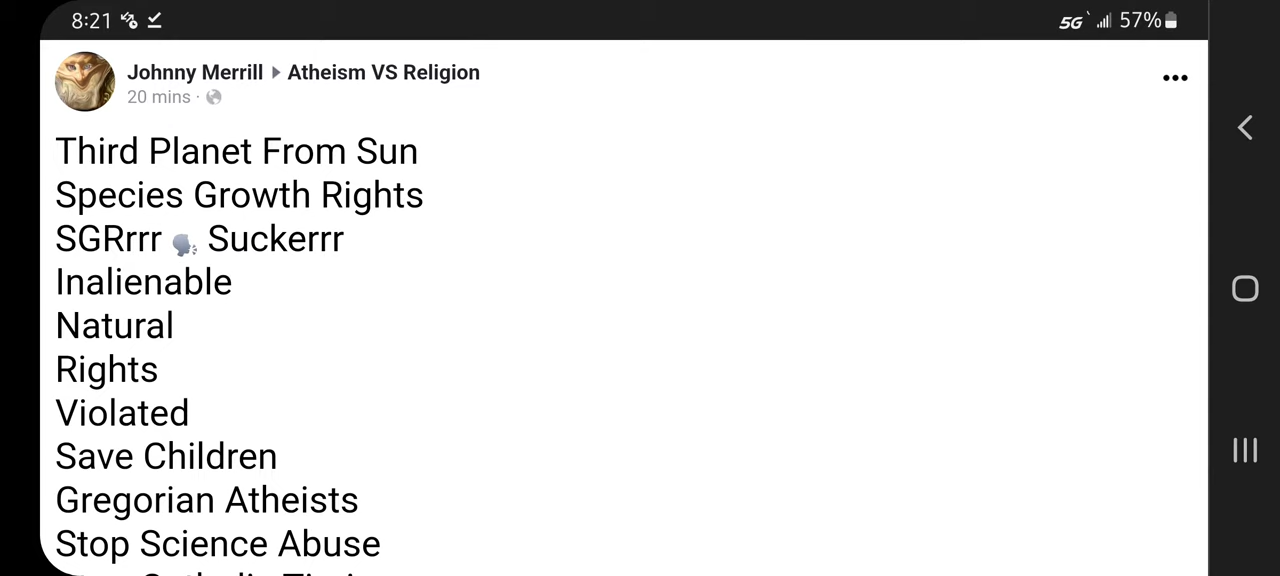 8:21 5G 57%
Johnny Merrill Atheism VS Religion
20 mins ·
Third Planet From Sun
Species Growth Rights
SGRrrr 🗣 Suckerrr
Inalienable
Natural
Rights
Violated
Save Children
Gregorian Atheists
Stop Science Abuse